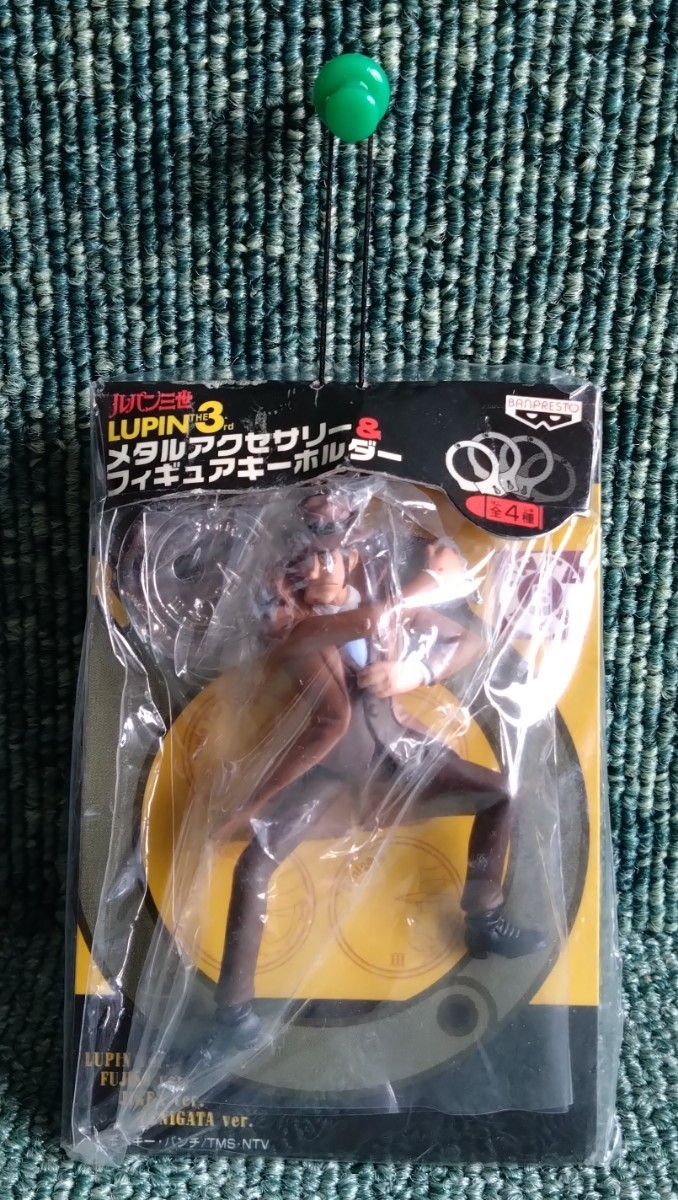 ルパン三世
LUPIN THE 3rd
メタルアクセサリー&
フィギュアキーホルダー
BANPRESTO
全4種
III
LUPIN
ver.
NIGATA ver.
キー・パンチ/TMS・NTV